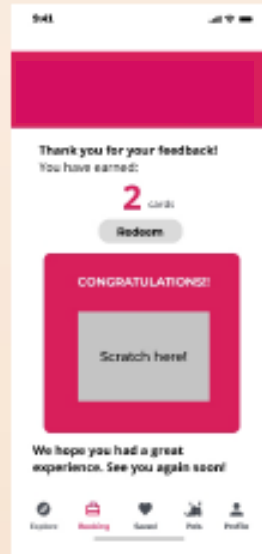 9:41
Thank you for your feedback!
You have earned:
2 cards
Redeem
CONGRATULATIONS!!
Scratch here!
We hope you had a great
experience. See you again soon!
Explore Booking Saved Pets Profile